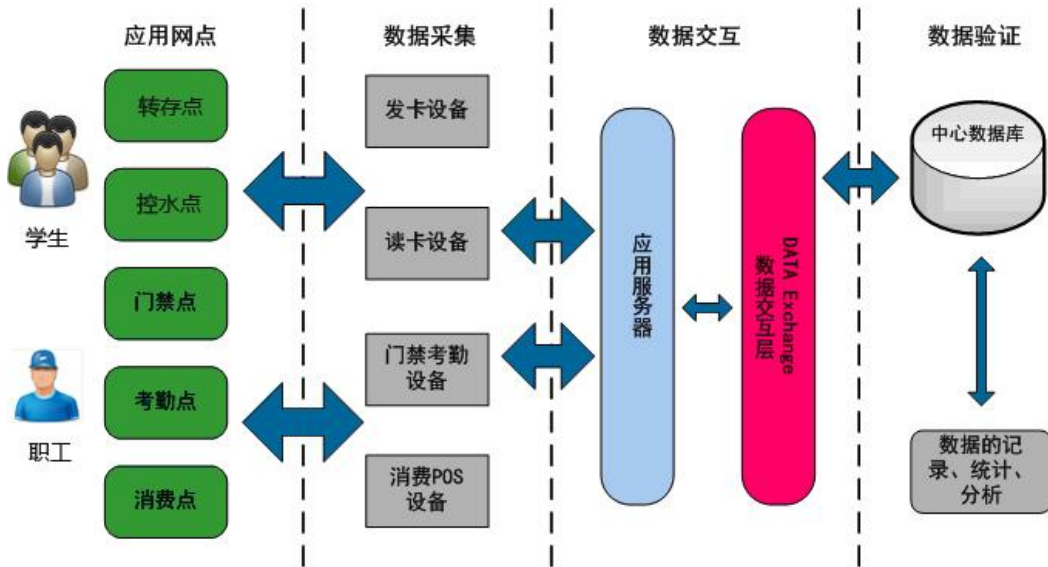 应用网点
数据采集
数据交互
数据验证
学生
职工
转存点
控水点
门禁点
考勤点
消费点
发卡设备
读卡设备
门禁考勤
设备
消费POS
设备
应用服务器
DATA Exchange
数据交互层
中心数据库
数据的记
录、统计、
分析